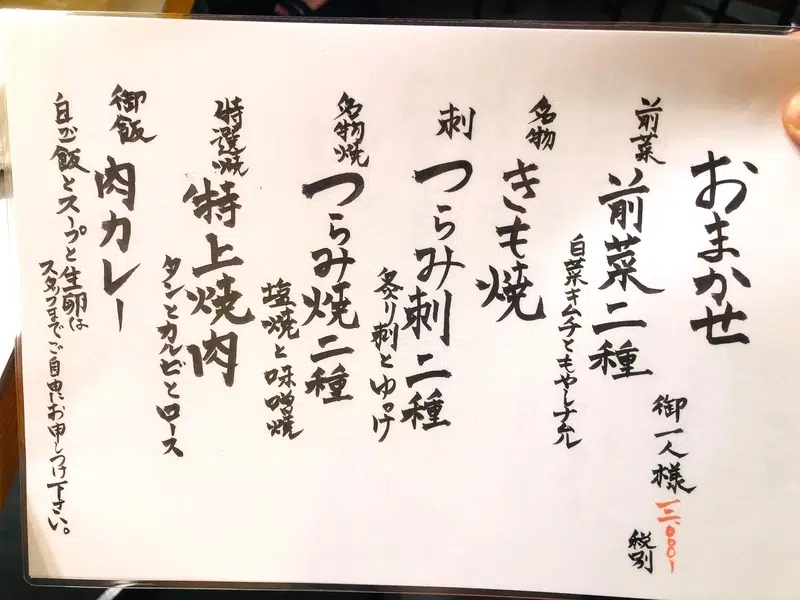 おまかせ
御一人様
税別
前菜
前菜二種
白菜キムチともやしナムル
名物
きも焼
刺
つらみ刺二種
炙り刺とゆっけ
名物焼
つらみ焼二種
塩焼と味噌焼
特選焼
特上焼肉
タンとカルビとロース
御飯
肉カレー
白ご飯とスープと生卵は
スタッフまでご自由にお申しつけ下さい。